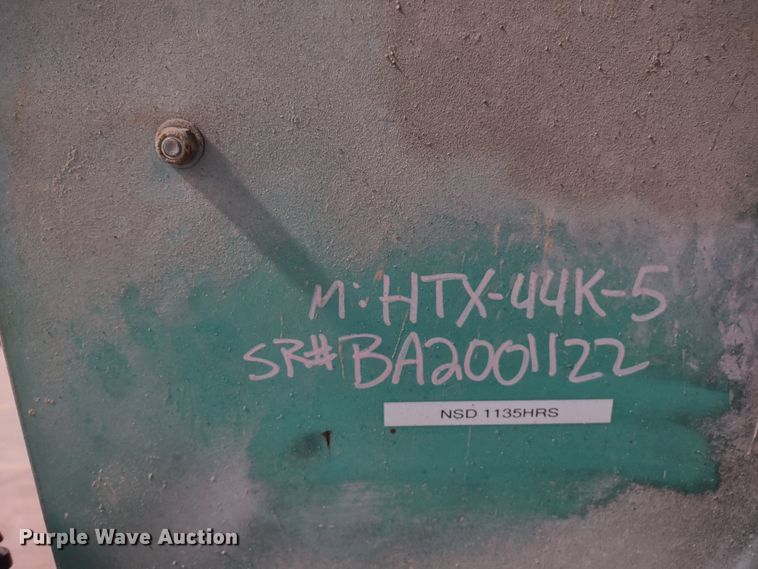 M:HTX-44K-5
SR#BA2001122
NSD 1135HRS
Purple Wave Auction